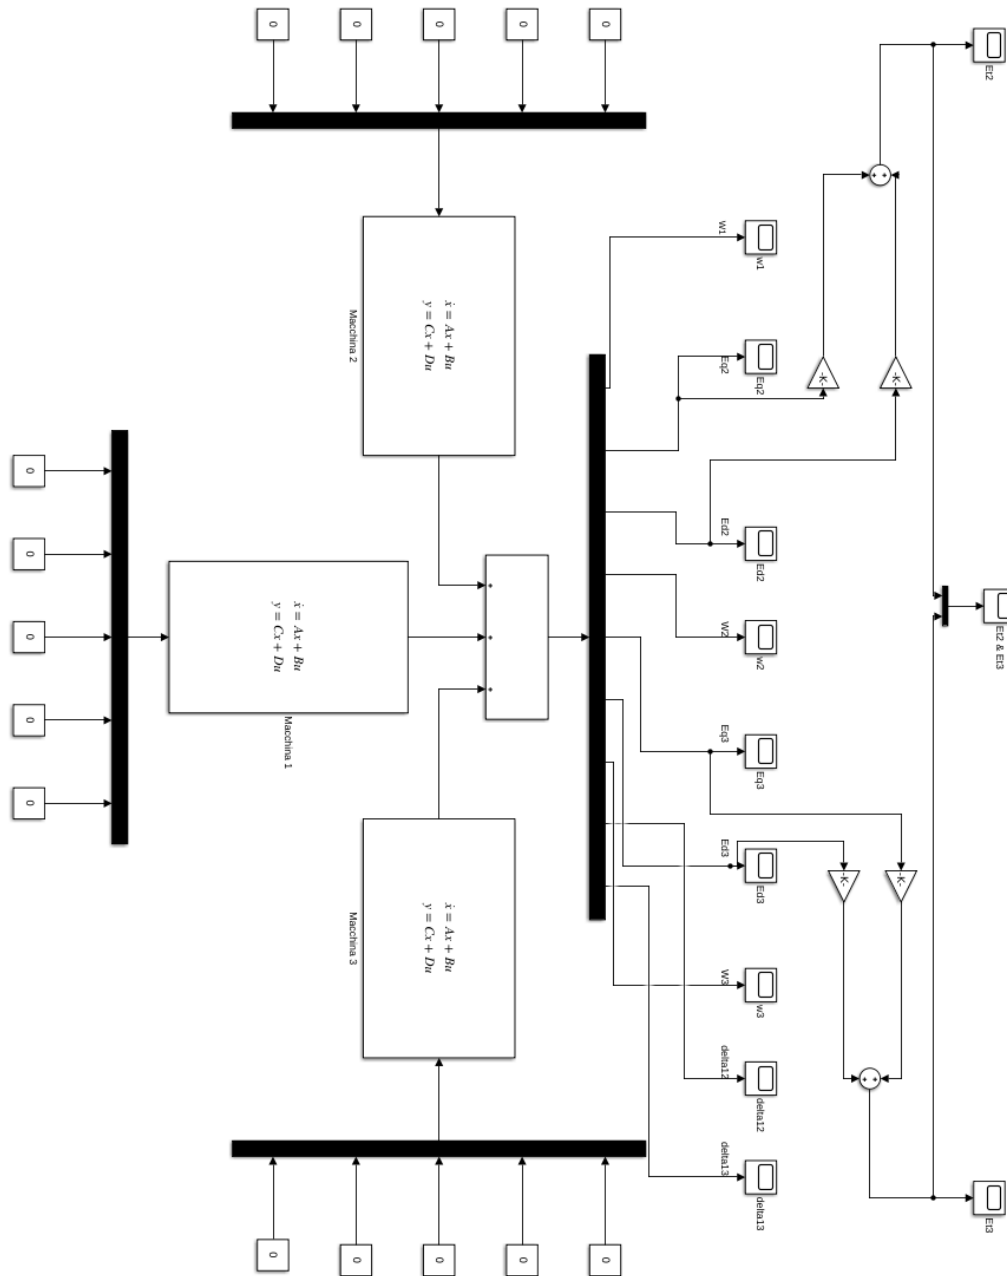 0
0
0
0
0
Et2
W1
w1
Eq2
Eq2
-K-
-K-
ẋ = Ax + Bu
y = Cx + Du
Macchina 2
Ed2
Ed2
W2
w2
Et2 & Et3
0
0
0
0
0
ẋ = Ax + Bu
y = Cx + Du
Macchina 1
+
+
+
Eq3
Eq3
Ed3
Ed3
-K-
-K-
ẋ = Ax + Bu
y = Cx + Du
Macchina 3
W3
w3
delta12
delta12
delta13
delta13
Et3
+ +
+ +
0
0
0
0
0